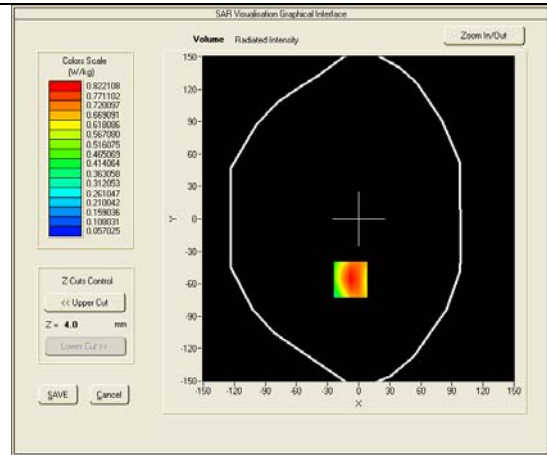 SAR Visualisation Graphical Interface
Volume Radiated Intensity
Zoom In/Out
Colors Scale
(W/kg)
0.822108
0.771102
0.720097
0.669091
0.618086
0.567080
0.516075
0.465069
0.414064
0.363058
0.312053
0.261047
0.210042
0.159036
0.108031
0.057025
Z Cuts Control
<< Upper Cut
Z = 4.0 mm
Lower Cut >>
SAVE
Cancel
150
120
90
60
30
0
-30
-60
-90
-120
-150
Y
-150 -120 -90 -60 -30 0 30 60 90 120 150
X